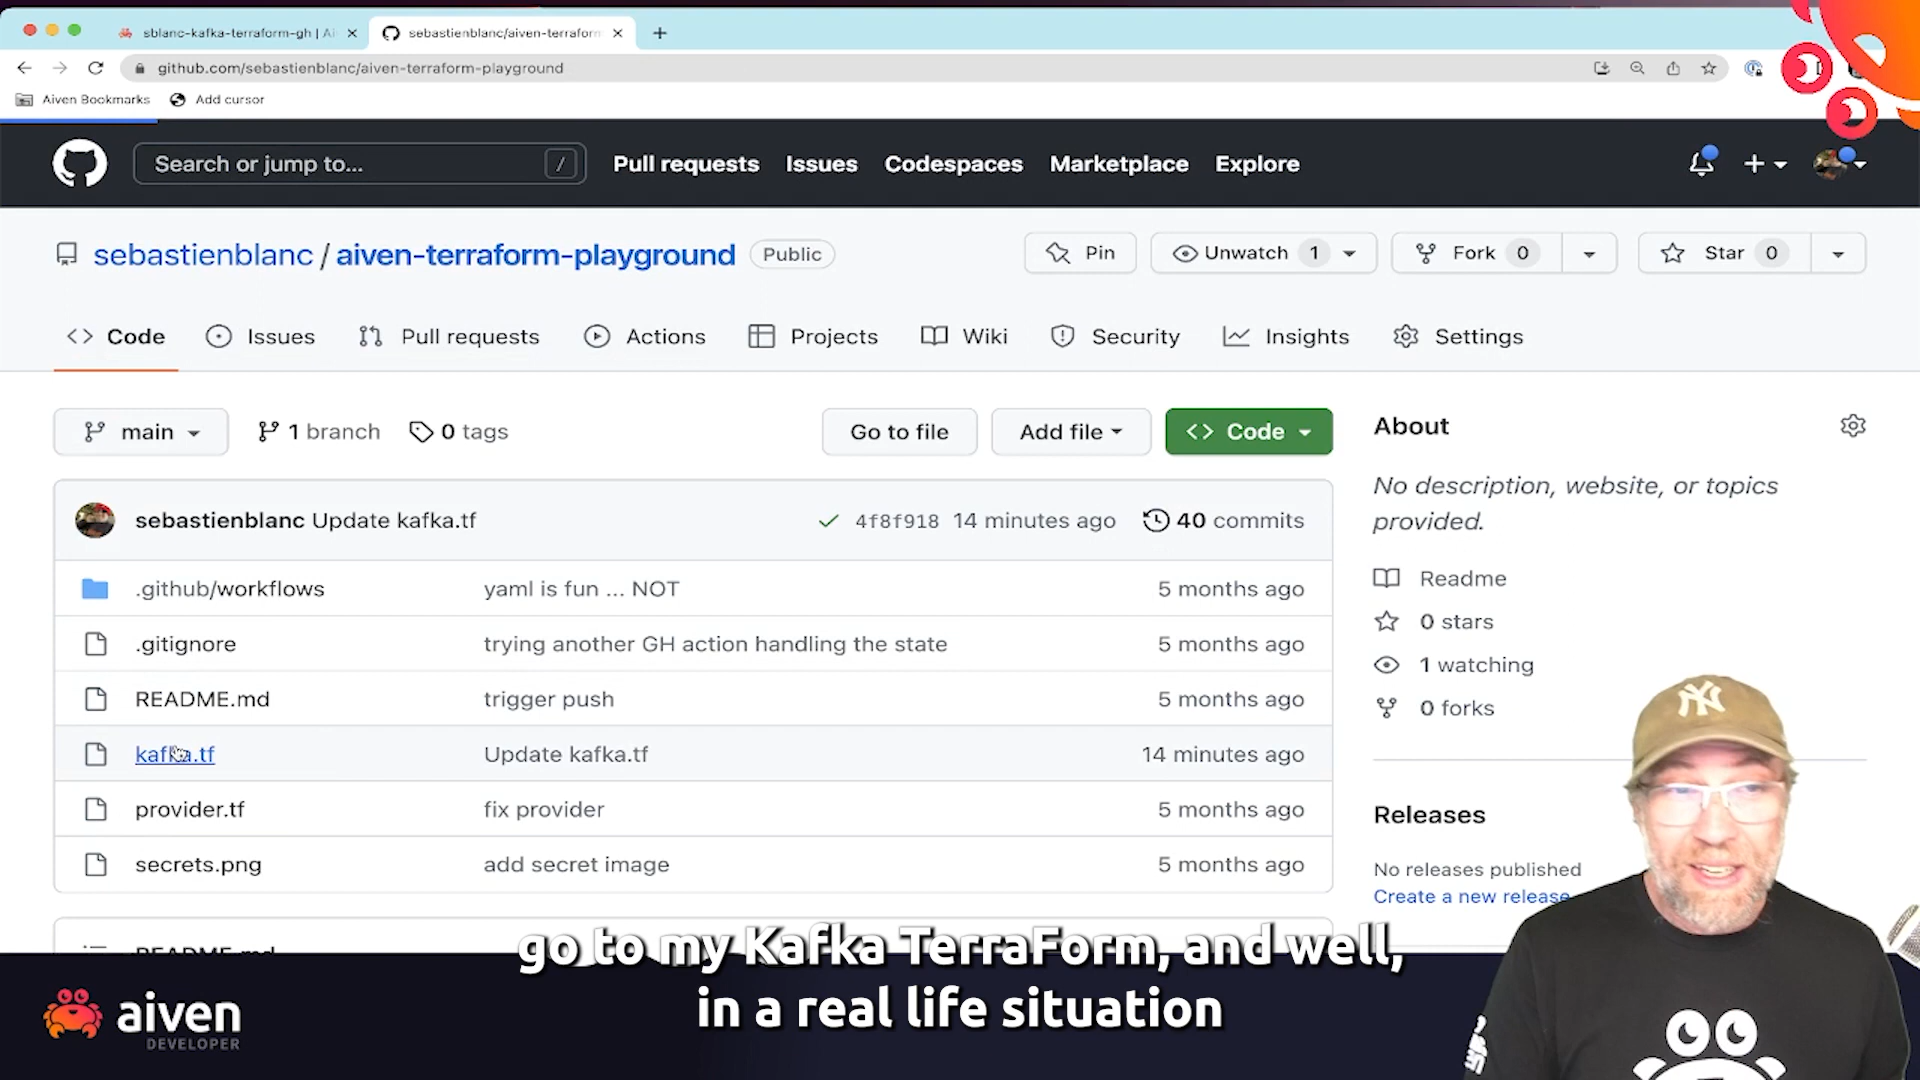 sblanc-kafka-terraform-gh | Ai
sebastienblanc/aiven-terraform
github.com/sebastienblanc/aiven-terraform-playground
Aiven Bookmarks
Add cursor
Search or jump to...
/
Pull requests
Issues
Codespaces
Marketplace
Explore
sebastienblanc / aiven-terraform-playground
Public
Pin
Unwatch 1
Fork 0
Star 0
Code
Issues
Pull requests
Actions
Projects
Wiki
Security
Insights
Settings
main
1 branch
0 tags
Go to file
Add file
Code
sebastienblanc Update kafka.tf
4f8f918 14 minutes ago
40 commits
.github/workflows yaml is fun ... NOT 5 months ago
.gitignore trying another GH action handling the state 5 months ago
README.md trigger push 5 months ago
kafka.tf Update kafka.tf 14 minutes ago
provider.tf fix provider 5 months ago
secrets.png add secret image 5 months ago
README.md
About
No description, website, or topics
provided.
Readme
0 stars
1 watching
0 forks
Releases
No releases published
Create a new release
go to my Kafka TerraForm, and well,
in a real life situation
aiven
DEVELOPER
NY